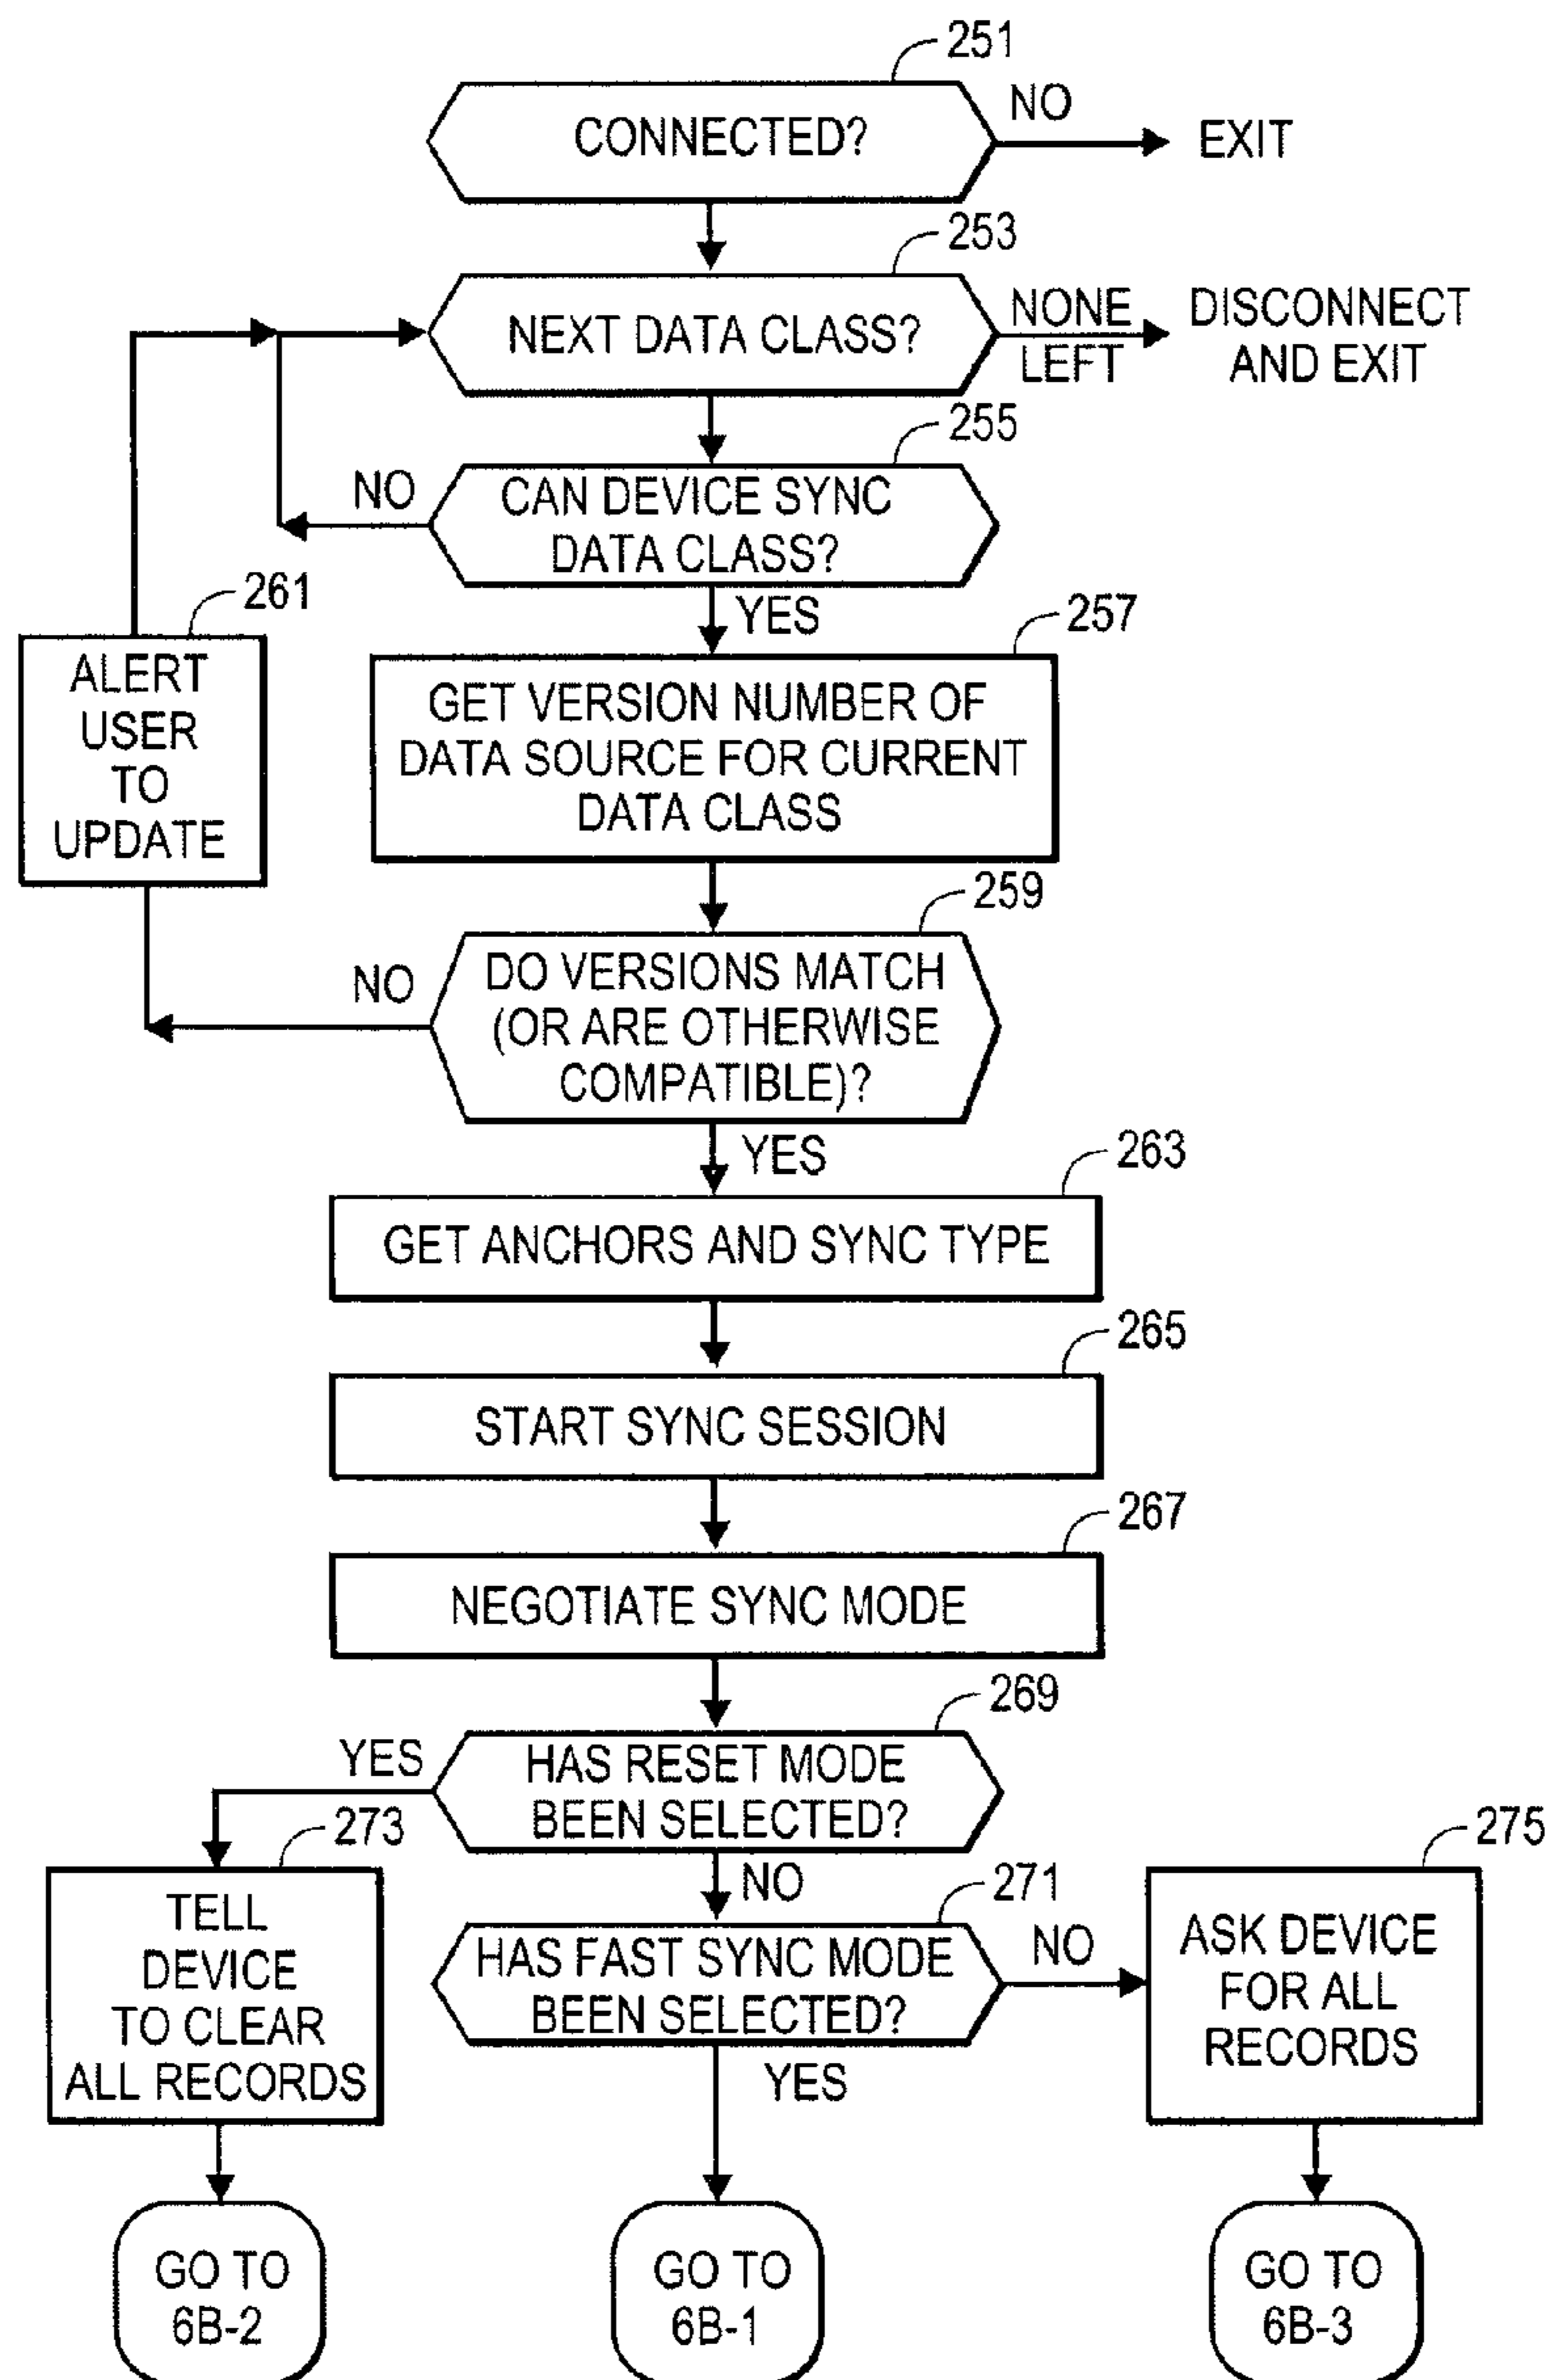 251
CONNECTED?
NO
EXIT
253
NEXT DATA CLASS?
NONE
LEFT
DISCONNECT
AND EXIT
255
NO
CAN DEVICE SYNC
DATA CLASS?
YES
261
ALERT
USER
TO
UPDATE
257
GET VERSION NUMBER OF
DATA SOURCE FOR CURRENT
DATA CLASS
259
NO
DO VERSIONS MATCH
(OR ARE OTHERWISE
COMPATIBLE)?
YES
263
GET ANCHORS AND SYNC TYPE
265
START SYNC SESSION
267
NEGOTIATE SYNC MODE
269
YES
HAS RESET MODE
BEEN SELECTED?
NO
273
TELL
DEVICE
TO CLEAR
ALL RECORDS
271
HAS FAST SYNC MODE
BEEN SELECTED?
NO
YES
275
ASK DEVICE
FOR ALL
RECORDS
GO TO
6B-2
GO TO
6B-1
GO TO
6B-3